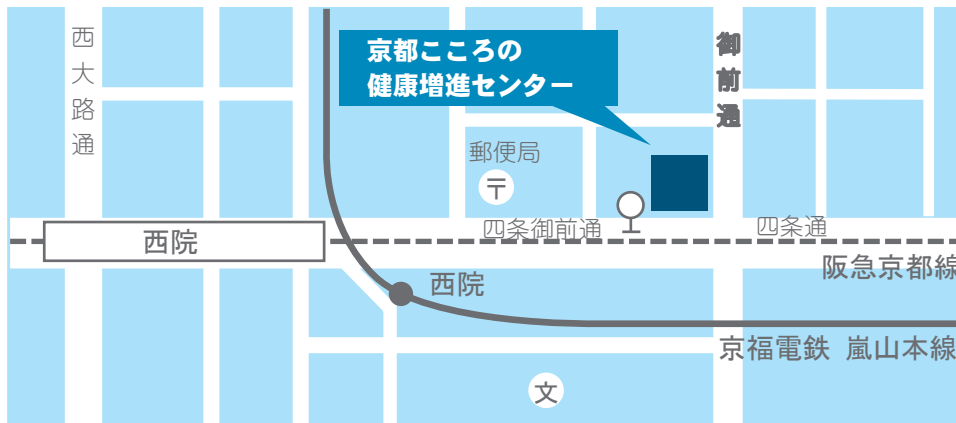 西大路通
京都こころの
健康増進センター
御前通
郵便局
〒
四条御前通
四条通
西院
阪急京都線
西院
京福電鉄 嵐山本線
文